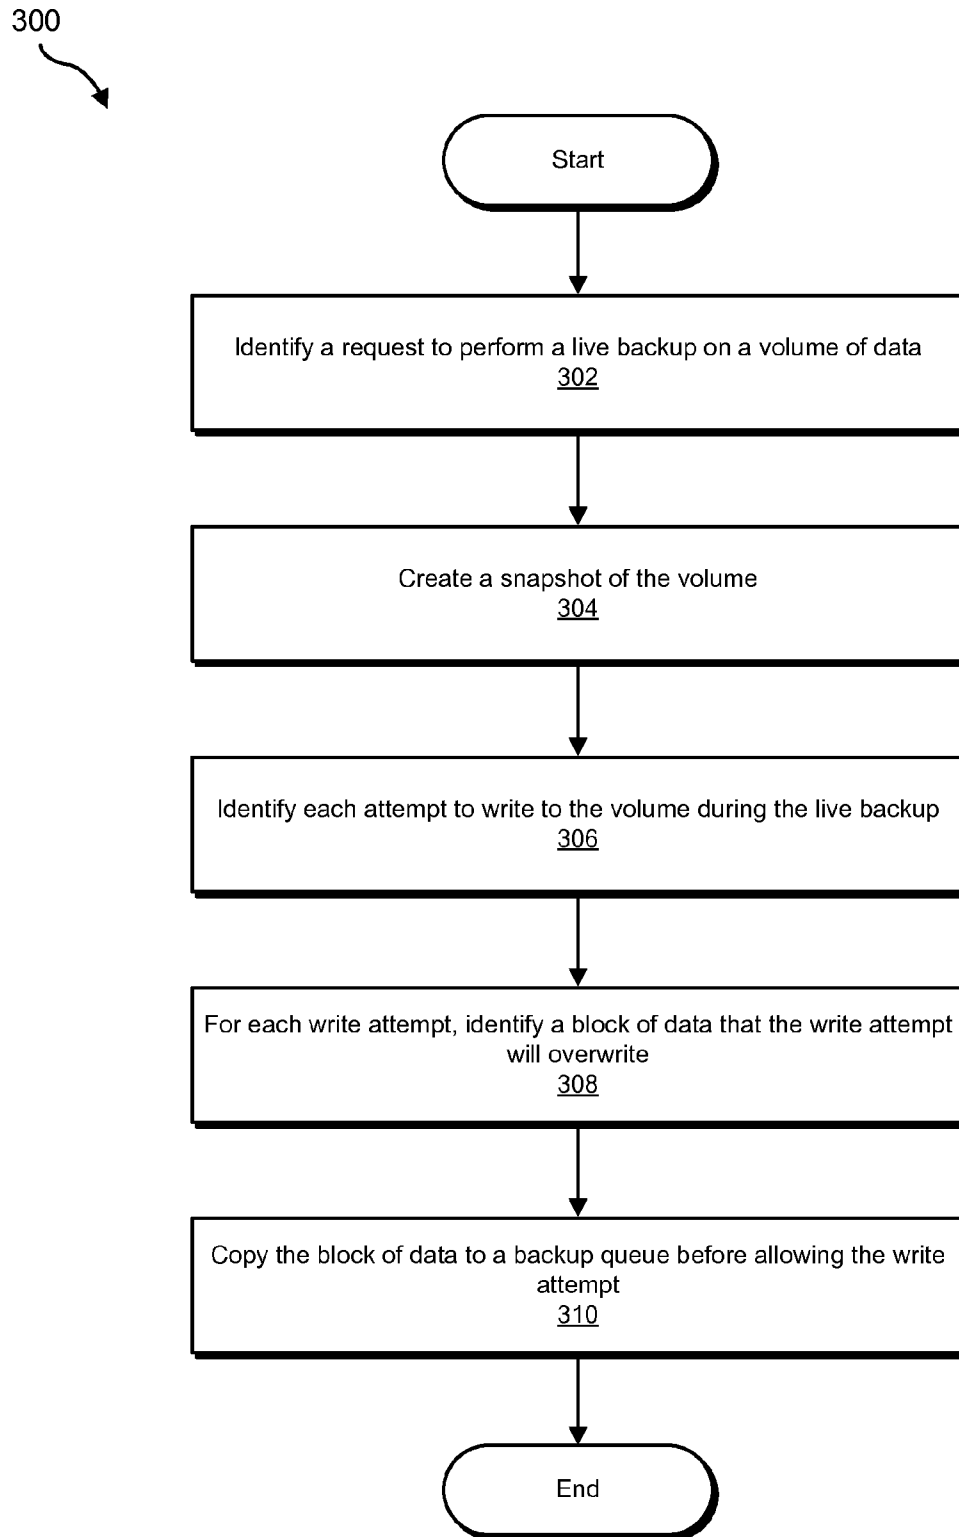 300
Start
Identify a request to perform a live backup on a volume of data
302
Create a snapshot of the volume
304
Identify each attempt to write to the volume during the live backup
306
For each write attempt, identify a block of data that the write attempt
will overwrite
308
Copy the block of data to a backup queue before allowing the write
attempt
310
End